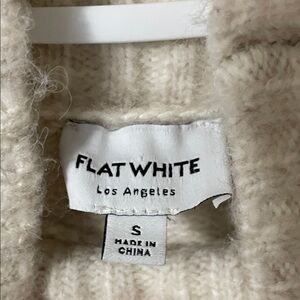 FLAT WHITE
Los Angeles
S
MADE IN
CHINA